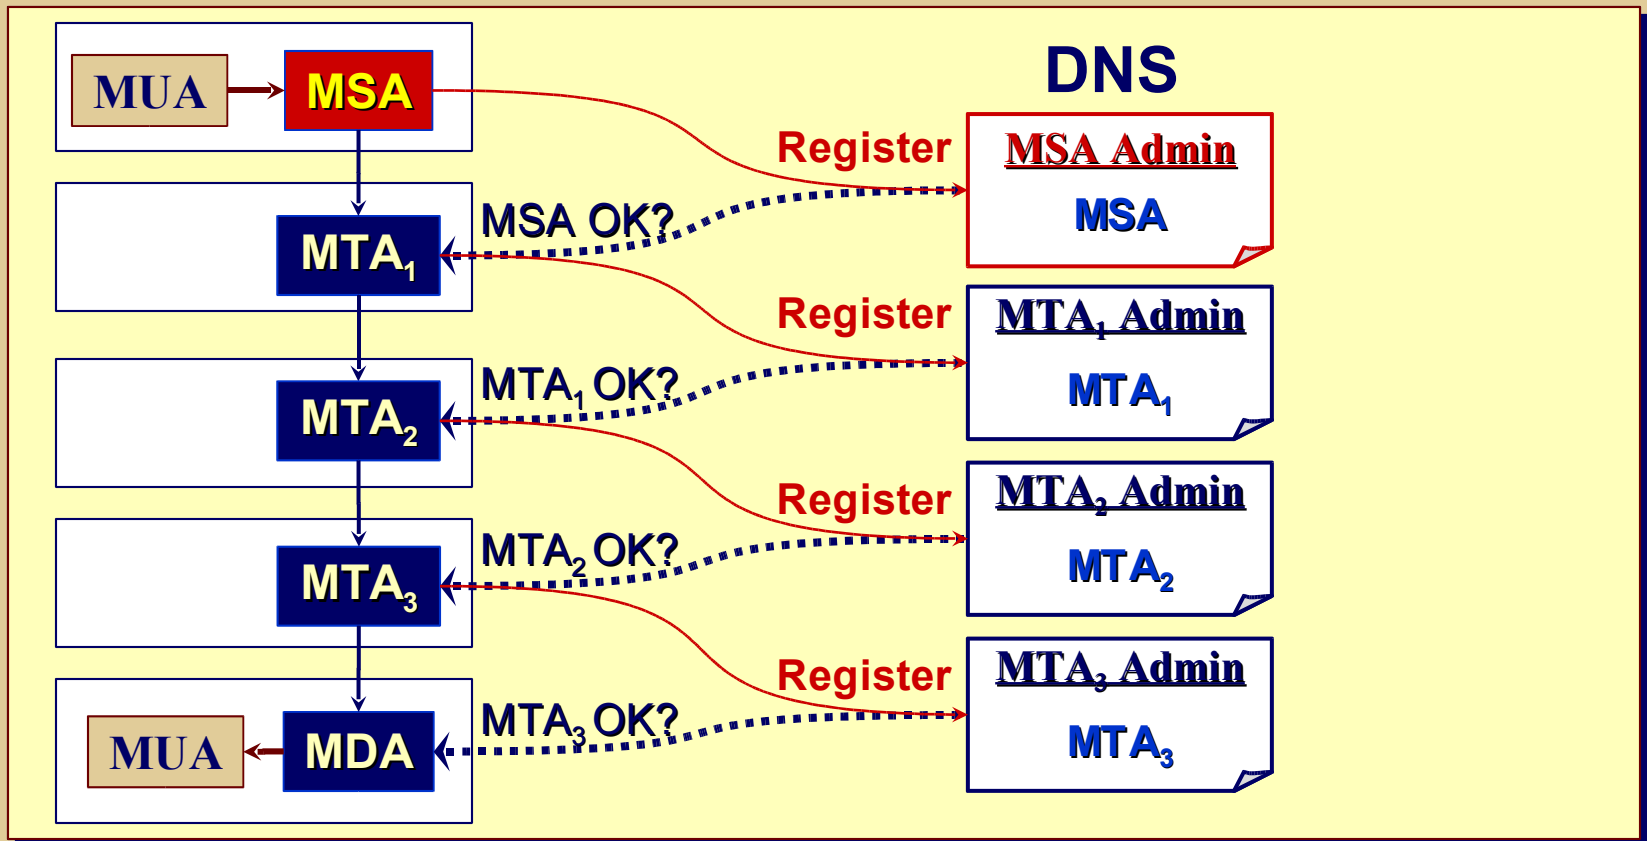 DNS
MUA
MSA
Register
MSA Admin
MSA
MSA OK?
MTA₁
Register
MTA₁ Admin
MTA₁
MTA₁ OK?
MTA₂
Register
MTA₂ Admin
MTA₂
MTA₂ OK?
MTA₃
Register
MTA₃ Admin
MTA₃
MTA₃ OK?
MUA
MDA